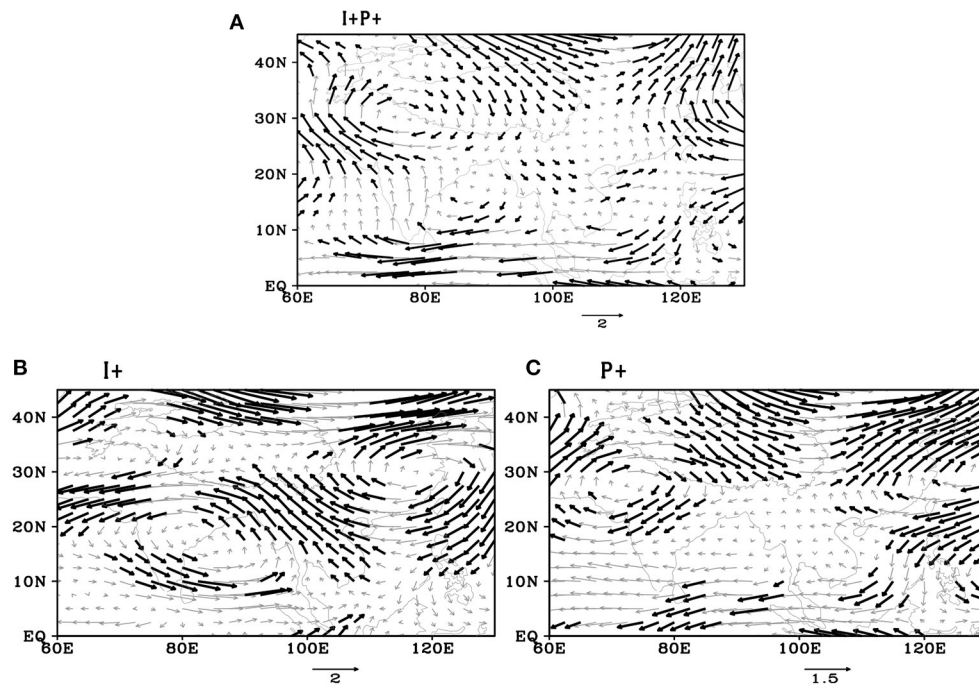 A I+P+
40N
30N
20N
10N
EQ
60E 80E 100E 120E
2
B I+ C P+
40N 40N
30N 30N
20N 20N
10N 10N
EQ EQ
60E 80E 100E 120E 60E 80E 100E 120E
2 1.5